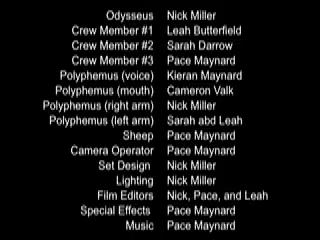 Odysseus Nick Miller
Crew Member #1 Leah Butterfield
Crew Member #2 Sarah Darrow
Crew Member #3 Pace Maynard
Polyphemus (voice) Kieran Maynard
Polyphemus (mouth) Cameron Valk
Polyphemus (right arm) Nick Miller
Polyphemus (left arm) Sarah abd Leah
Sheep Pace Maynard
Camera Operator Pace Maynard
Set Design Nick Miller
Lighting Nick Miller
Film Editors Nick, Pace, and Leah
Special Effects Pace Maynard
Music Pace Maynard